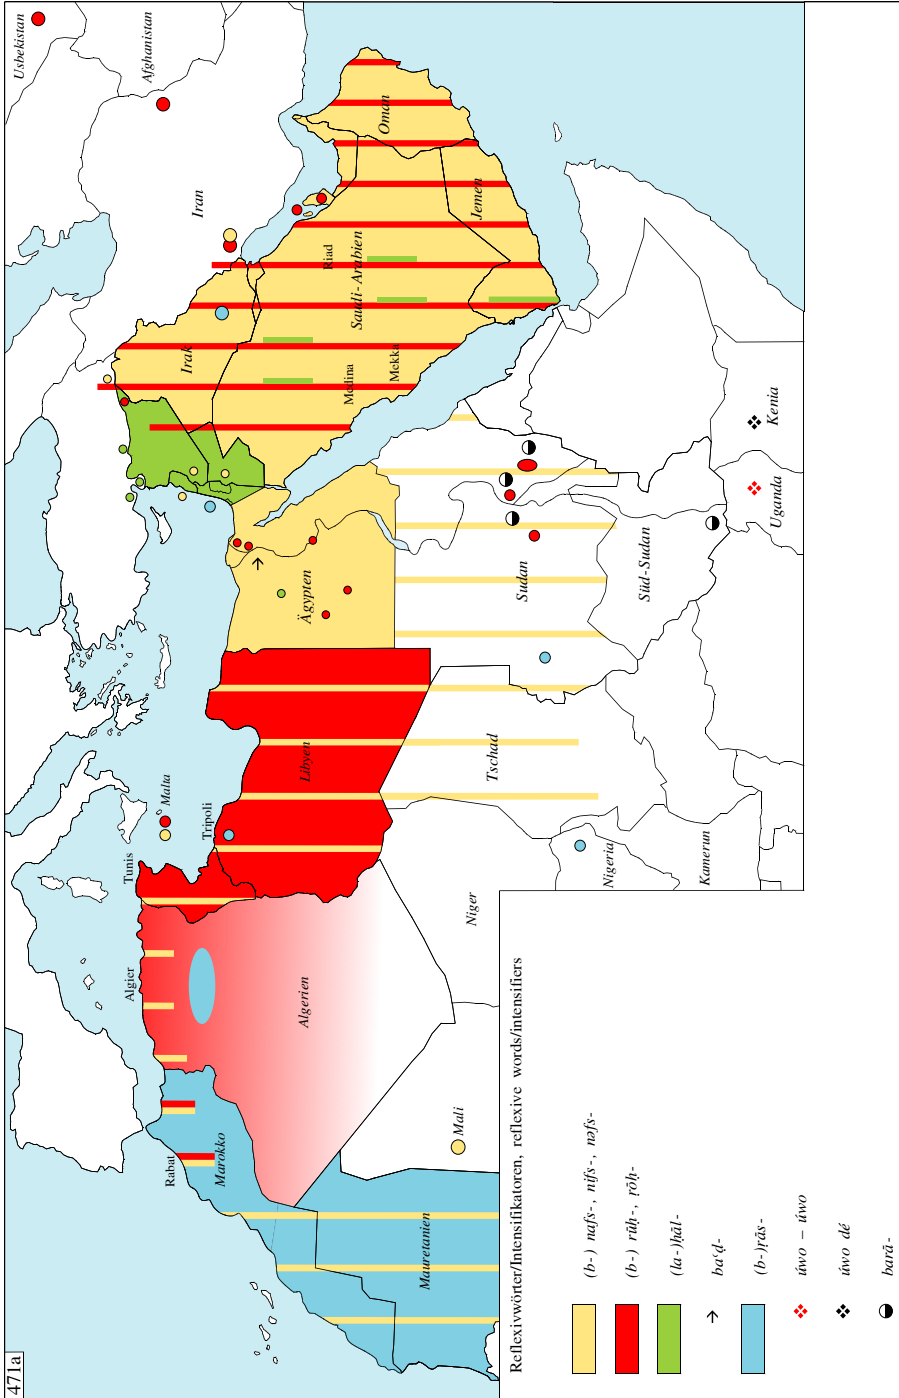 471a
Usbekistan
Afghanistan
Iran
Oman
Jemen
Riad
Saudi-Arabien
Irak
Medina
Mekka
Kenia
Uganda
Ägypten
Sudan
Süd-Sudan
Libyen
Tschad
Malta
Tripoli
Tunis
Nigeria
Kamerun
Niger
Algier
Algerien
Mali
Rabat
Marokko
Mauretanien
Reflexivwörter/Intensifikatoren, reflexive words/intensifiers
(b-) nafs-, nifs-, nəfs-
(b-) rūḥ-, ṛōḥ-
(la-)ḥāl-
baʿḍ-
(b-)ṛās-
úwo – úwo
úwo dé
barā-